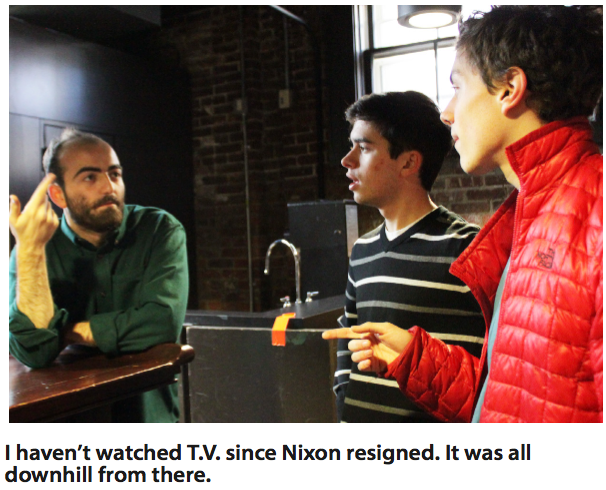 I haven't watched T.V. since Nixon resigned. It was all
downhill from there.